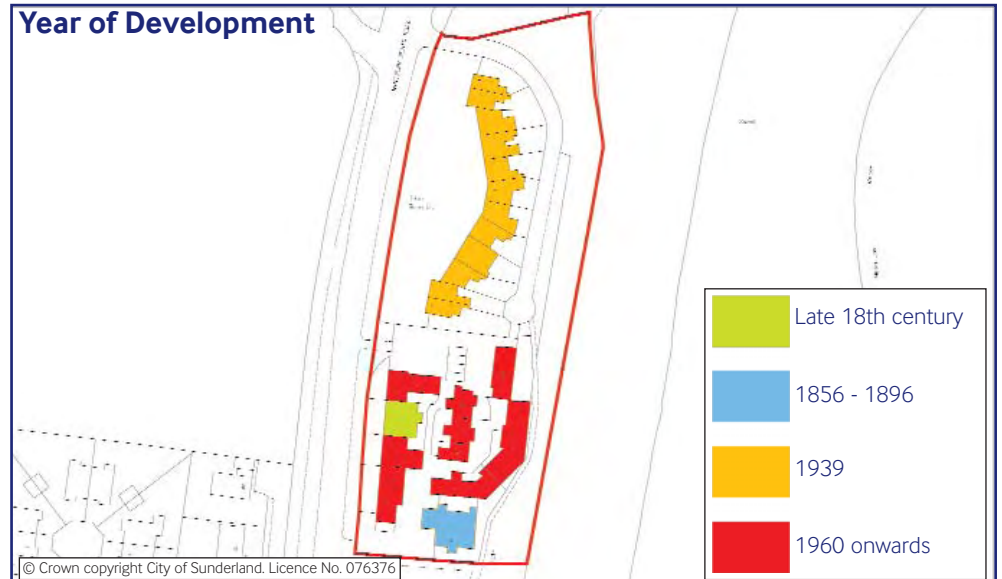 Year of Development
Late 18th century
1856 - 1896
1939
1960 onwards
© Crown copyright City of Sunderland. Licence No. 076376